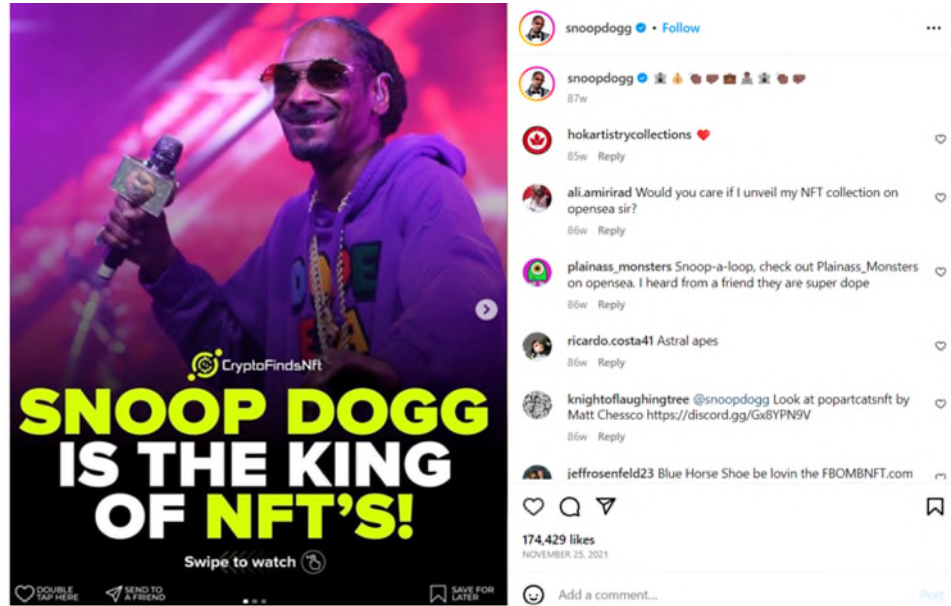 DOPE
ERA
CryptoFindsNft
SNOOP DOGG
IS THE KING
OF NFT'S!
Swipe to watch
DOUBLE
TAP HERE
SEND TO
A FRIEND
SAVE FOR
LATER
snoopdogg • Follow
snoopdogg
87w
hokartistrycollections
85w Reply
ali.amirirad Would you care if I unveil my NFT collection on
opensea sir?
86w Reply
plainass_monsters Snoop-a-loop, check out Plainass_Monsters
on opensea. I heard from a friend they are super dope
86w Reply
ricardo.costa41 Astral apes
86w Reply
knightoflaughingtree @snoopdogg Look at popartcatsnft by
Matt Chessco https://discord.gg/Gx8YPN9V
86w Reply
jeffrosenfeld23 Blue Horse Shoe be lovin the FBOMBNFT.com
174,429 likes
NOVEMBER 25, 2021
Add a comment...
Post